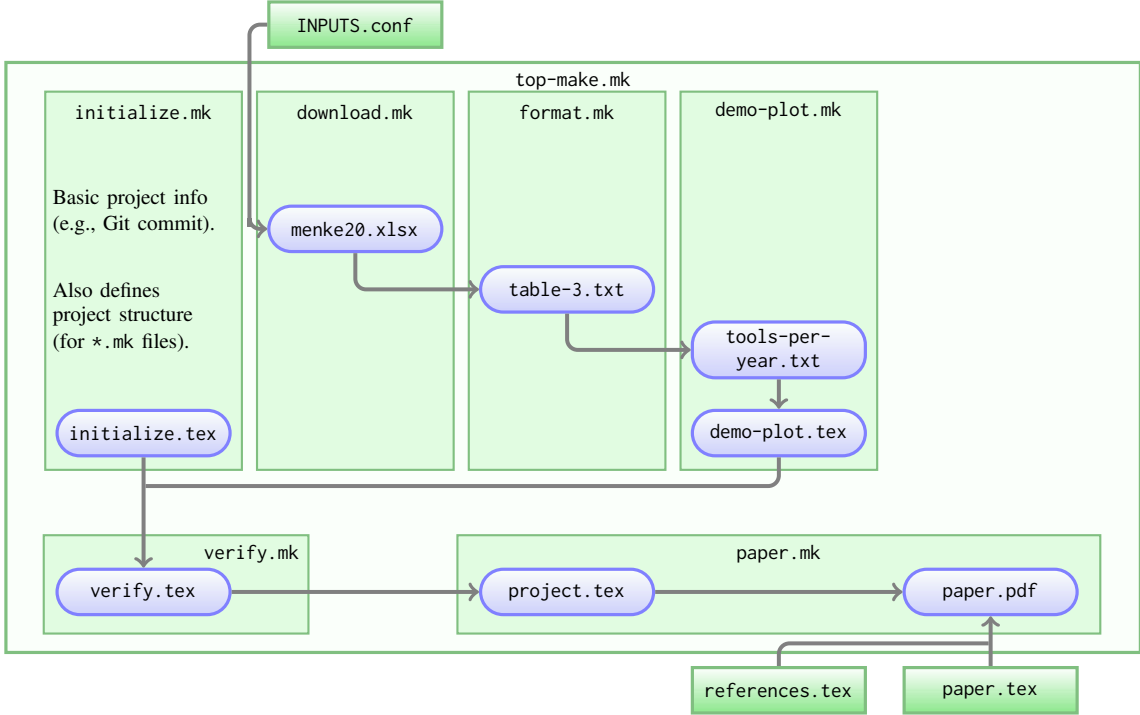 INPUTS.conf
top-make.mk
initialize.mk
download.mk
format.mk
demo-plot.mk
Basic project info
(e.g., Git commit).
menke20.xlsx
Also defines
project structure
(for *.mk files).
table-3.txt
tools-per-
year.txt
initialize.tex
demo-plot.tex
verify.mk
paper.mk
verify.tex
project.tex
paper.pdf
references.tex
paper.tex